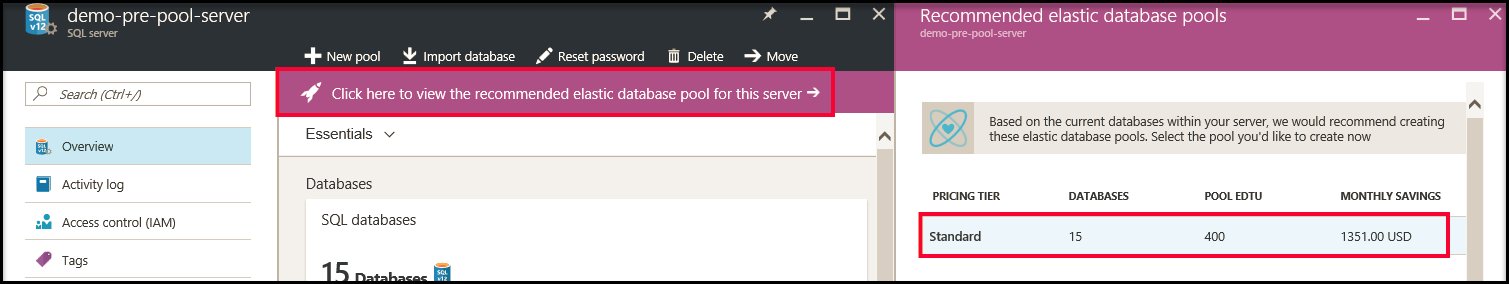 SQL
v12
demo-pre-pool-server
SQL server
New pool
Import database
Reset password
Delete
Move
Search (Ctrl+/)
Click here to view the recommended elastic database pool for this server →
Overview
Activity log
Access control (IAM)
Tags
Essentials
Databases
SQL databases
15 Databases
Recommended elastic database pools
demo-pre-pool-server
Based on the current databases within your server, we would recommend creating
these elastic database pools. Select the pool you'd like to create now
PRICING TIER DATABASES POOL EDTU MONTHLY SAVINGS
Standard 15 400 1351.00 USD